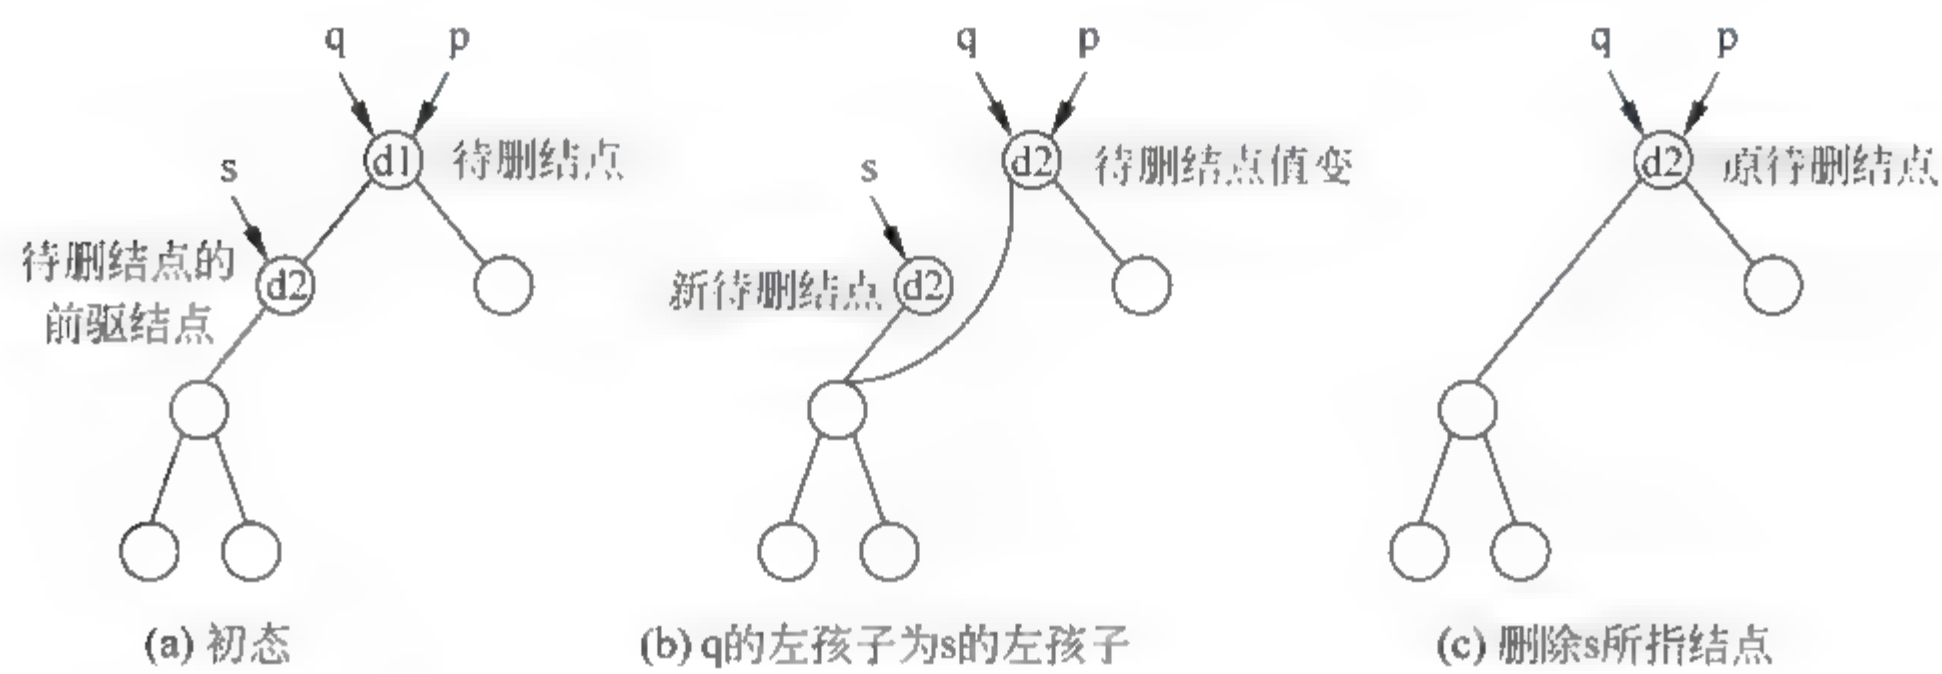 q p
d1 待删结点
s
待删结点的
前驱结点
d2
(a) 初态
q p
d2 待删结点值变
s
新待删结点 d2
(b) q的左孩子为s的左孩子
q p
d2 原待删结点
(c) 删除s所指结点